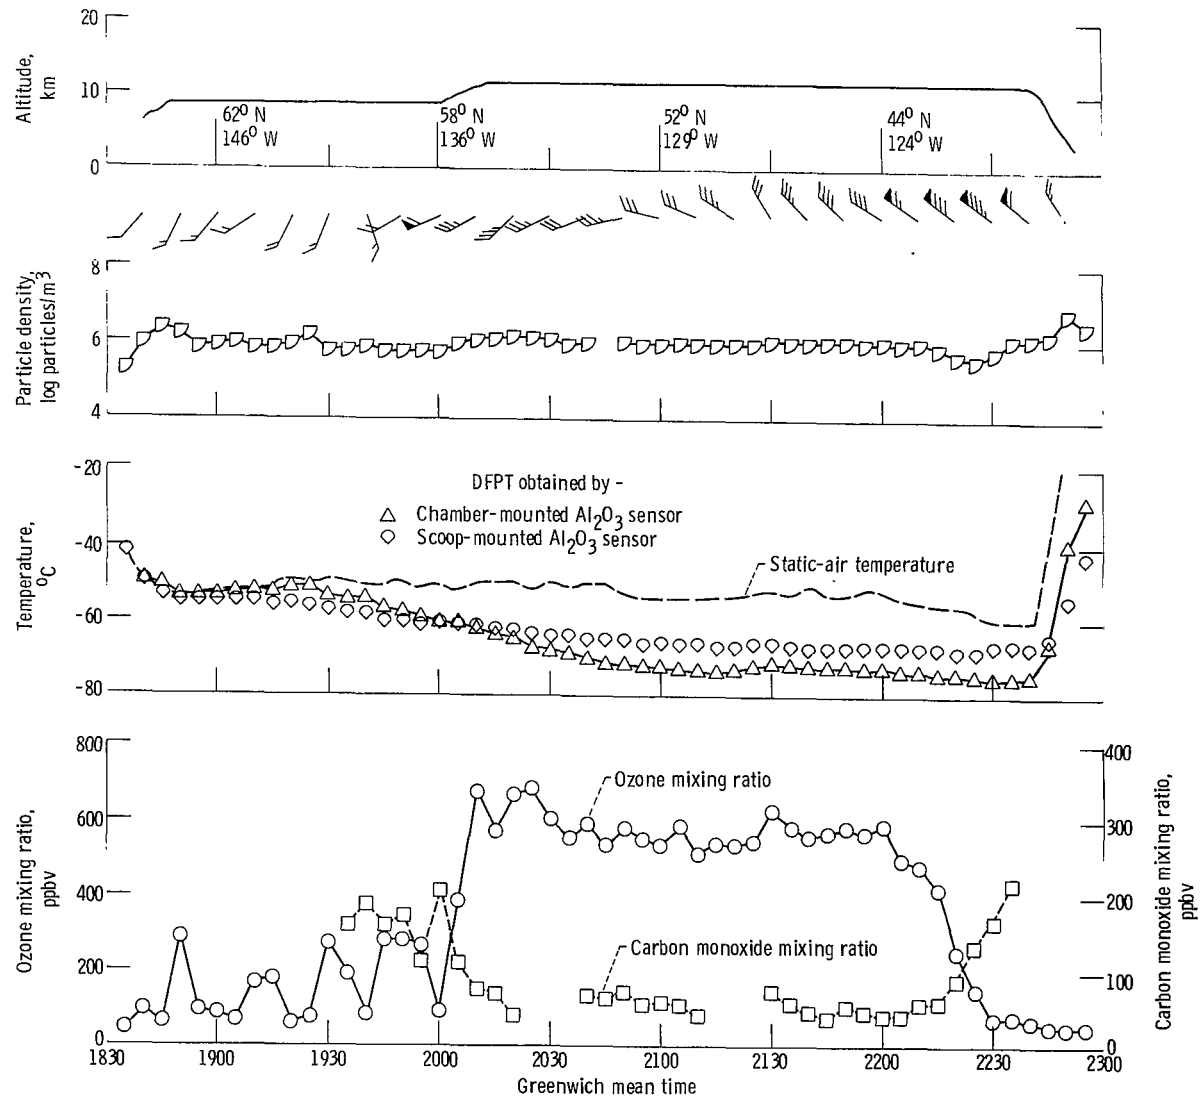 20
10
0
Altitude,
km
62° N
146° W
58° N
136° W
52° N
129° W
44° N
124° W
8
6
4
Particle density,
log particles/m³
-20
-40
-60
-80
Temperature,
°C
DFPT obtained by -
Chamber-mounted Al₂O₃ sensor
Scoop-mounted Al₂O₃ sensor
Static-air temperature
800
600
400
200
0
Ozone mixing ratio,
ppbv
Ozone mixing ratio
Carbon monoxide mixing ratio
400
300
200
100
0
Carbon monoxide mixing ratio,
ppbv
1830 1900 1930 2000 2030 2100 2130 2200 2230 2300
Greenwich mean time